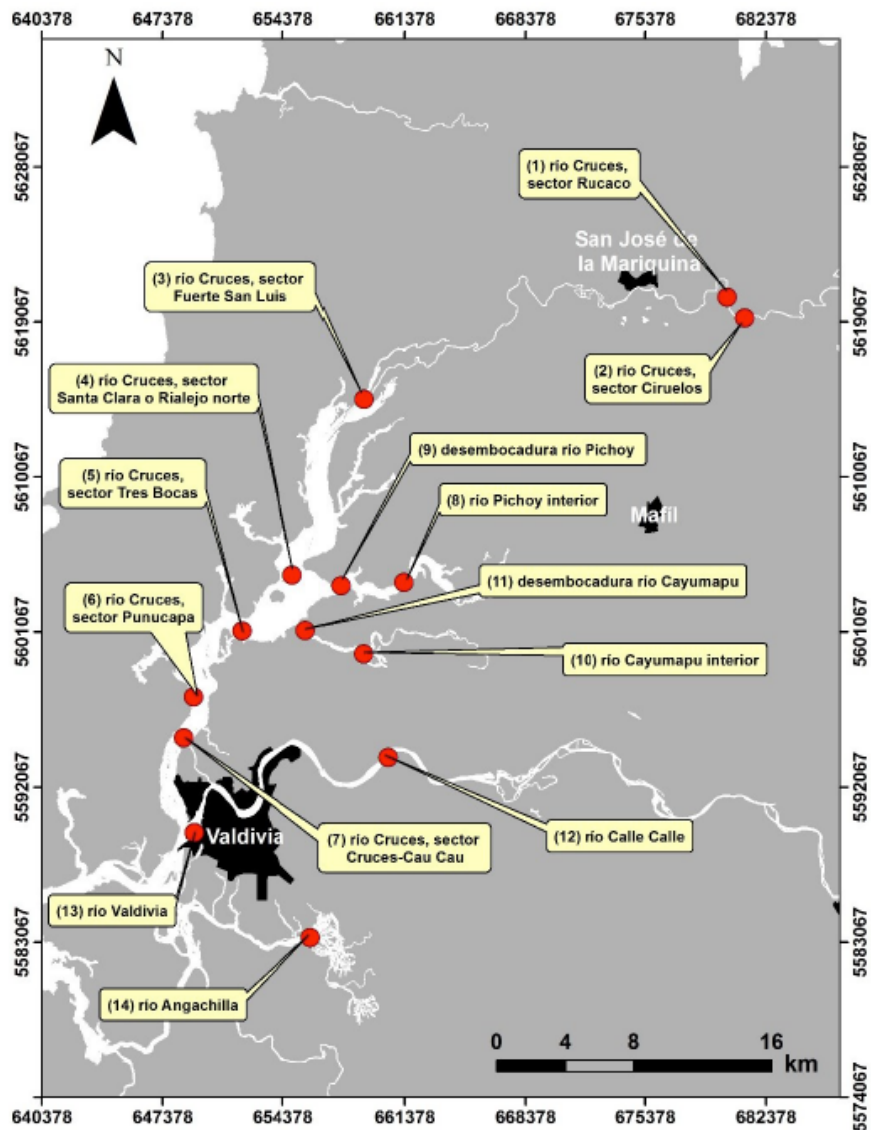 640378 647378 654378 661378 668378 675378 682378
N
5628067
5628067
(1) río Cruces,
sector Rucaco
San José de
la Mariquina
(3) río Cruces, sector
Fuerte San Luis
5619067
5619067
(2) río Cruces,
sector Ciruelos
(4) río Cruces, sector
Santa Clara o Rialejo norte
(9) desembocadura río Pichoy
(5) río Cruces,
sector Tres Bocas
5610067
5610067
(8) río Pichoy interior
Mafíl
(11) desembocadura río Cayumapu
(6) río Cruces,
sector Punucapa
5601067
5601067
(10) río Cayumapu interior
5592067
5592067
Valdivia
(7) río Cruces, sector
Cruces-Cau Cau
(12) río Calle Calle
(13) río Valdivia
5583067
5583067
(14) río Angachilla
0 4 8 16
km
5574067
5574067
640378 647378 654378 661378 668378 675378 682378